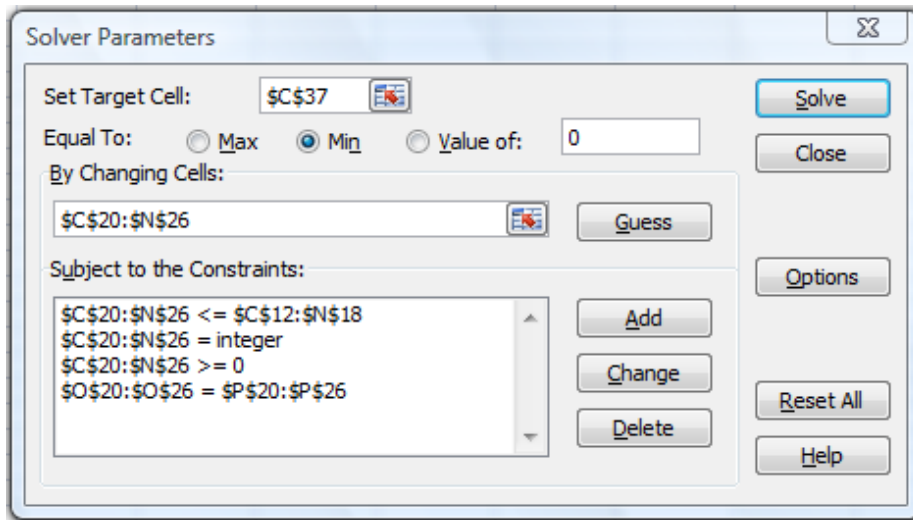 Solver Parameters
Set Target Cell: $C$37 Solve
Equal To: Max Min Value of: 0 Close
By Changing Cells:
$C$20:$N$26 Guess
Subject to the Constraints: Options
$C$20:$N$26 <= $C$12:$N$18 Add
$C$20:$N$26 = integer
$C$20:$N$26 >= 0 Change
$O$20:$O$26 = $P$20:$P$26 Reset All
Delete
Help